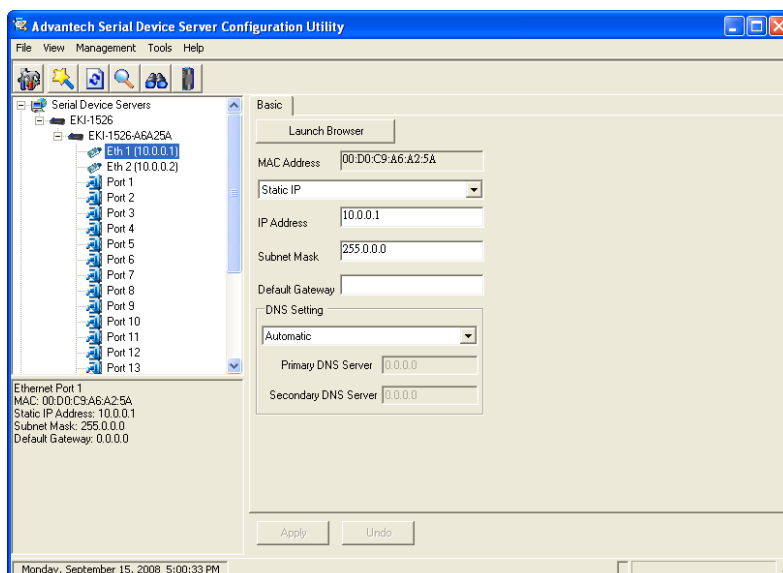 Advantech Serial Device Server Configuration Utility
File View Management Tools Help
Serial Device Servers
EKI-1526
EKI-1526-A6A25A
Eth 1 (10.0.0.1)
Eth 2 (10.0.0.2)
Port 1
Port 2
Port 3
Port 4
Port 5
Port 6
Port 7
Port 8
Port 9
Port 10
Port 11
Port 12
Port 13
Ethernet Port 1
MAC: 00:D0:C9:A6:A2:5A
Static IP Address: 10.0.0.1
Subnet Mask: 255.0.0.0
Default Gateway: 0.0.0.0
Basic
Launch Browser
MAC Address 00:D0:C9:A6:A2:5A
Static IP
IP Address 10.0.0.1
Subnet Mask 255.0.0.0
Default Gateway
DNS Setting
Automatic
Primary DNS Server 0.0.0.0
Secondary DNS Server 0.0.0.0
Apply Undo
Monday, September 15, 2008 5:00:33 PM